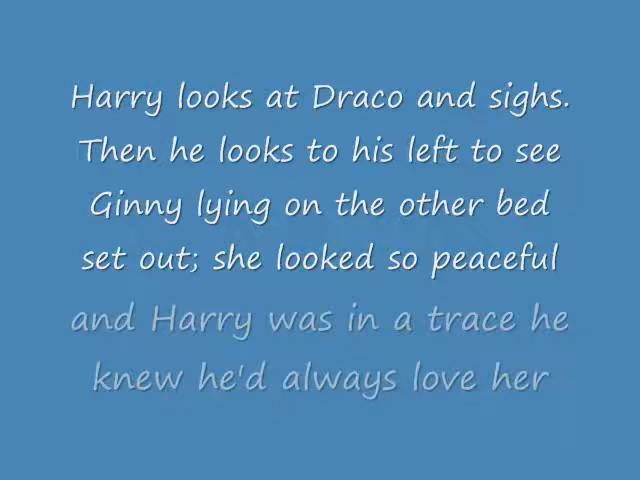 Harry looks at Draco and sighs.
Then he looks to his left to see
Ginny lying on the other bed
set out; she looked so peaceful
and Harry was in a trace he
knew he'd always love her